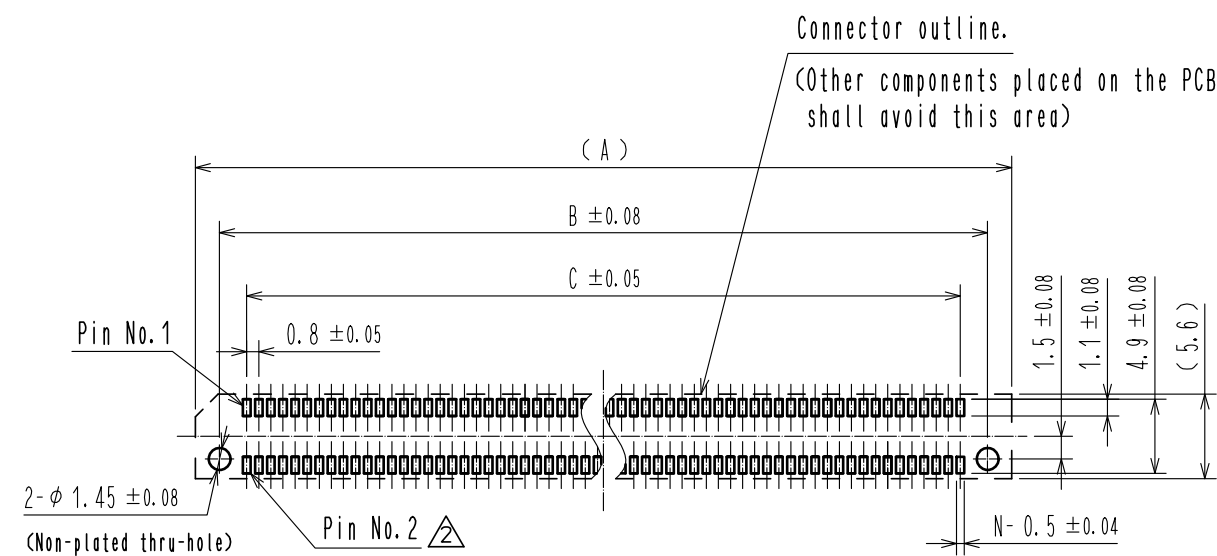 Connector outline.
(Other components placed on the PCB
shall avoid this area)
(A)
B ±0.08
C ±0.05
Pin No.1
0.8 ±0.05
1.5 ±0.08
1.1 ±0.08
4.9 ±0.08
(5.6)
2-φ 1.45 ±0.08
(Non-plated thru-hole)
Pin No.2
2
N- 0.5 ±0.04